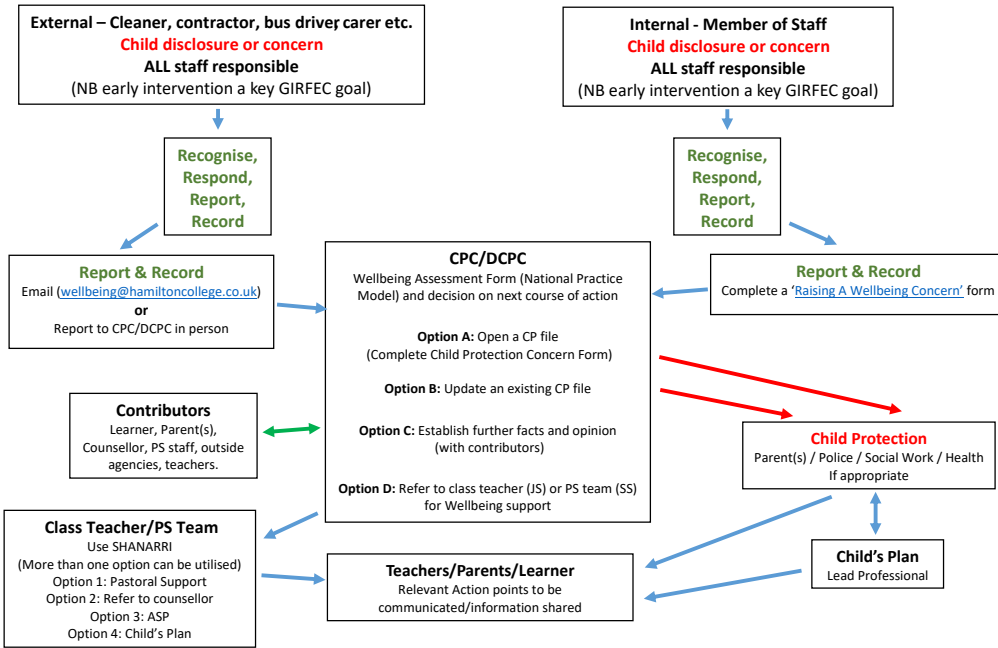 External – Cleaner, contractor, bus driver, carer etc.
Child disclosure or concern
ALL staff responsible
(NB early intervention a key GIRFEC goal)
Internal - Member of Staff
Child disclosure or concern
ALL staff responsible
(NB early intervention a key GIRFEC goal)
Recognise,
Respond,
Report,
Record
Recognise,
Respond,
Report,
Record
Report & Record
Email (wellbeing@hamiltoncollege.co.uk)
or
Report to CPC/DCPC in person
CPC/DCPC
Wellbeing Assessment Form (National Practice
Model) and decision on next course of action
Option A: Open a CP file
(Complete Child Protection Concern Form)
Option B: Update an existing CP file
Option C: Establish further facts and opinion
(with contributors)
Option D: Refer to class teacher (JS) or PS team (SS)
for Wellbeing support
Report & Record
Complete a ‘Raising A Wellbeing Concern’ form
Contributors
Learner, Parent(s),
Counsellor, PS staff, outside
agencies, teachers.
Child Protection
Parent(s) / Police / Social Work / Health
If appropriate
Class Teacher/PS Team
Use SHANARRI
(More than one option can be utilised)
Option 1: Pastoral Support
Option 2: Refer to counsellor
Option 3: ASP
Option 4: Child’s Plan
Teachers/Parents/Learner
Relevant Action points to be
communicated/information shared
Child’s Plan
Lead Professional